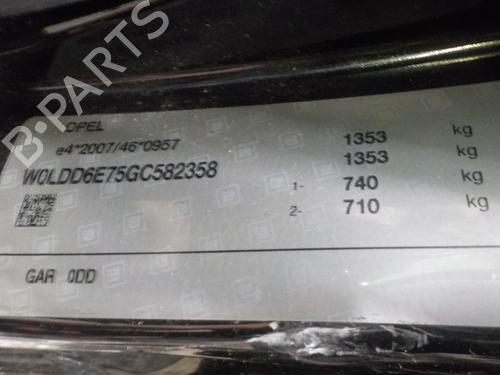 B-PARTS
OPEL
e4*2007/46*0957
W0LDD6E75GC582358
1353 kg
1353 kg
1- 740 kg
2- 710 kg
GAR 0DD